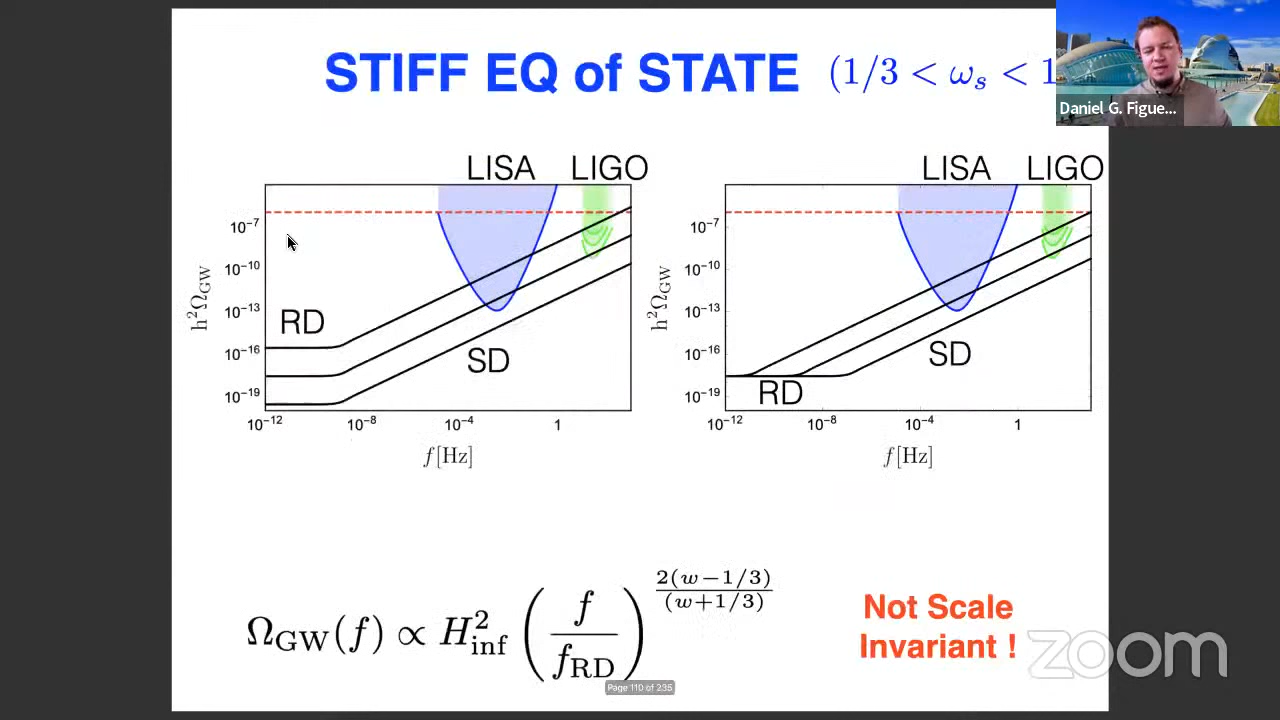 STIFF EQ of STATE (1/3 < ω_s < 1
Daniel G. Figue...
LISA LIGO
10⁻⁷
10⁻¹⁰
10⁻¹³
10⁻¹⁶
10⁻¹⁹
h²Ω_GW
RD
SD
10⁻¹² 10⁻⁸ 10⁻⁴ 1
f[Hz]
LISA LIGO
10⁻⁷
10⁻¹⁰
10⁻¹³
10⁻¹⁶
10⁻¹⁹
h²Ω_GW
SD
RD
10⁻¹² 10⁻⁸ 10⁻⁴ 1
f[Hz]
Ω_GW(f) ∝ H²_inf (f/f_RD)^(2(w−1/3)/(w+1/3))
Not Scale
Invariant !
Page 110 of 235
zoom